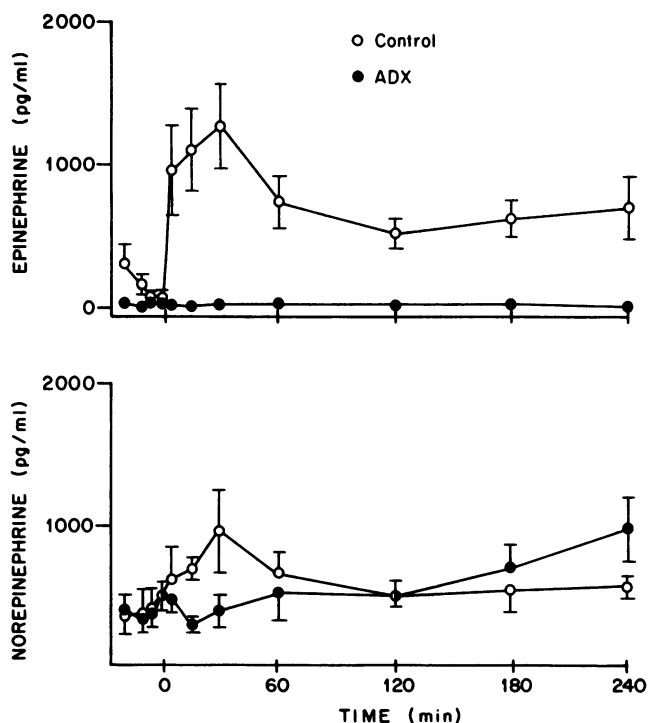 2000
Control
ADX
1000
0
EPINEPHRINE (pg/ml)
2000
1000
NOREPINEPHRINE (pg/ml)
0 60 120 180 240
TIME (min)